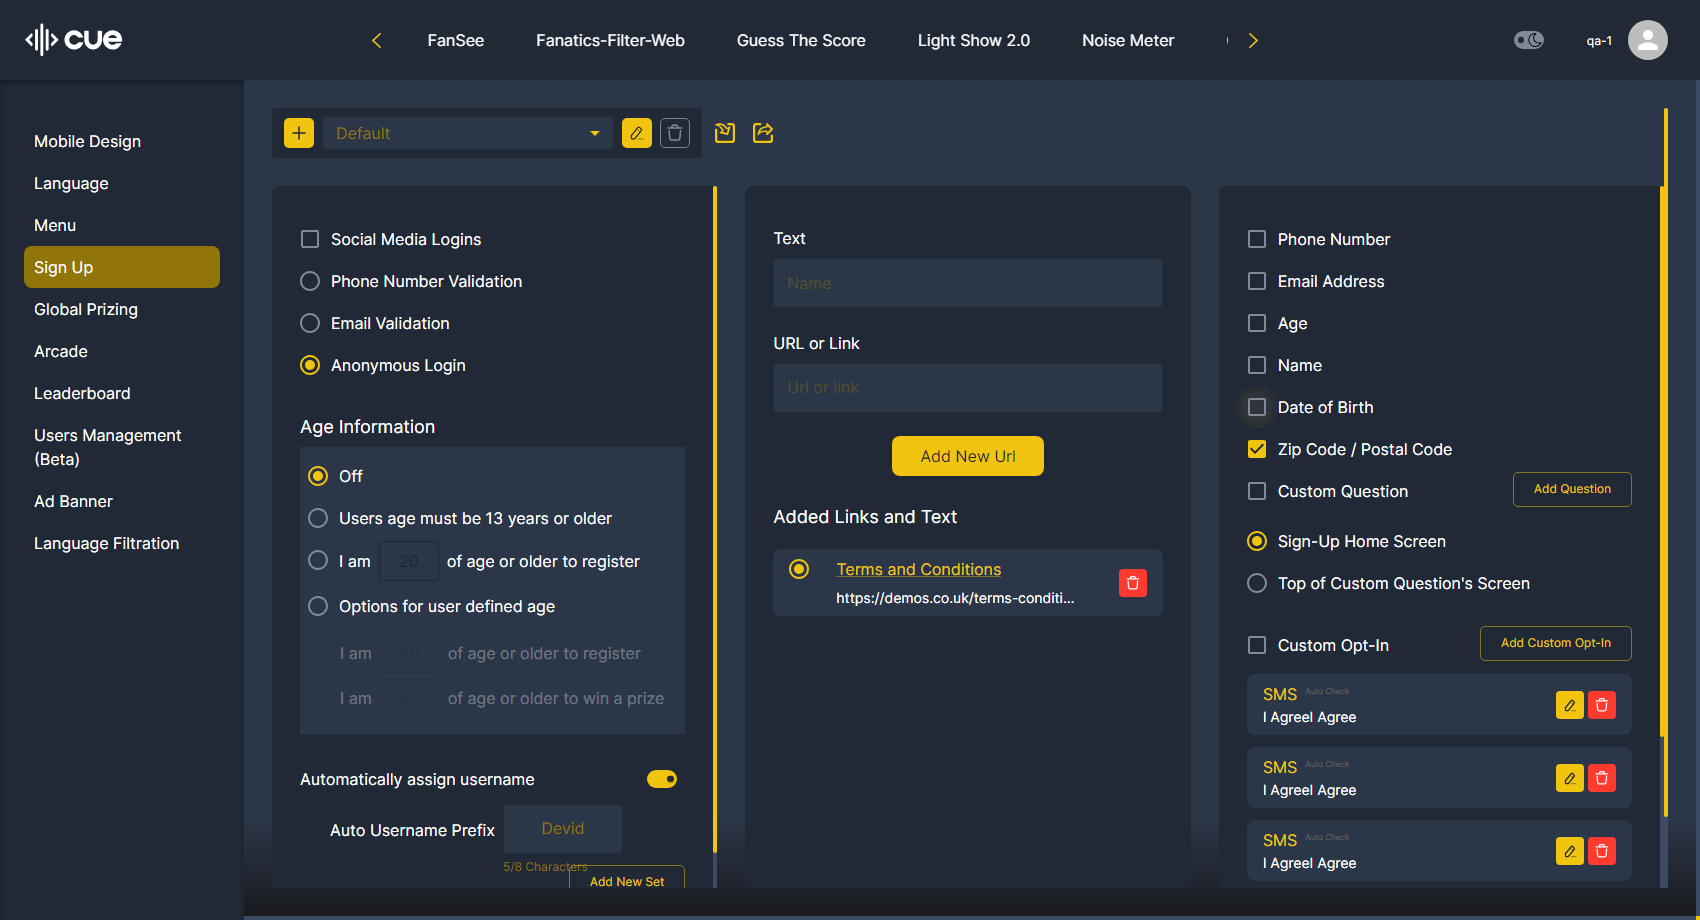 cue
FanSee
Fanatics-Filter-Web
Guess The Score
Light Show 2.0
Noise Meter
qa-1
Mobile Design
Language
Menu
Sign Up
Global Prizing
Arcade
Leaderboard
Users Management
(Beta)
Ad Banner
Language Filtration
Default
Social Media Logins
Phone Number Validation
Email Validation
Anonymous Login
Age Information
Off
Users age must be 13 years or older
I am 20 of age or older to register
Options for user defined age
I am 20 of age or older to register
I am 30 of age or older to win a prize
Automatically assign username
Auto Username Prefix Devid
5/8 Characters
Add New Set
Text
Name
URL or Link
Url or link
Add New Url
Added Links and Text
Terms and Conditions
https://demos.co.uk/terms-conditi...
Phone Number
Email Address
Age
Name
Date of Birth
Zip Code / Postal Code
Custom Question Add Question
Sign-Up Home Screen
Top of Custom Question's Screen
Custom Opt-In Add Custom Opt-In
SMS Auto Check
I AgreeI Agree
SMS Auto Check
I AgreeI Agree
SMS Auto Check
I AgreeI Agree